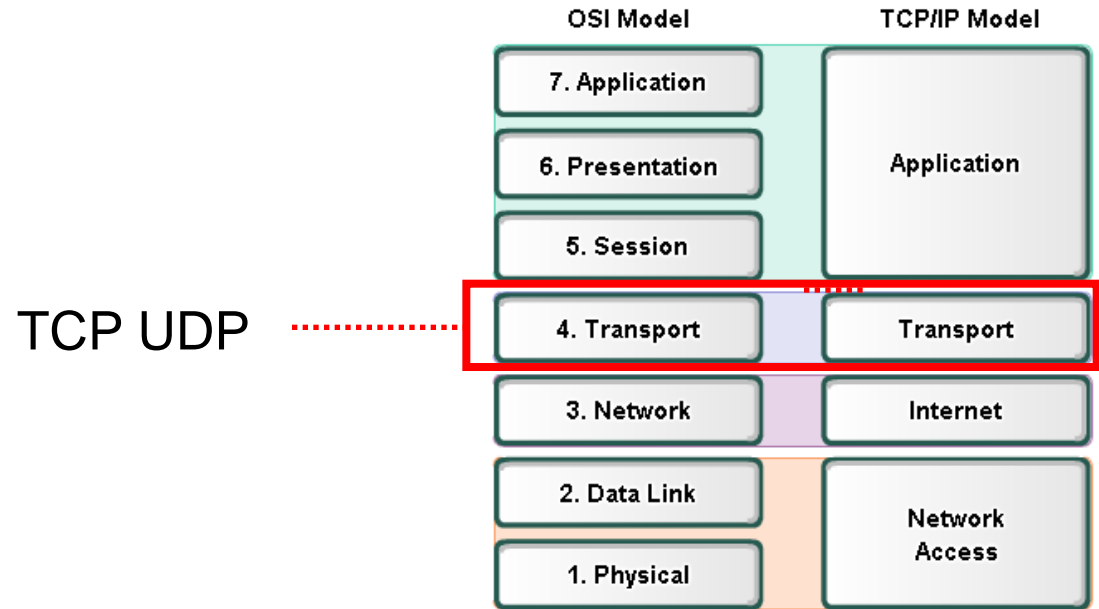 OSI Model
TCP/IP Model
7. Application
6. Presentation
5. Session
Application
TCP UDP
4. Transport
Transport
3. Network
Internet
2. Data Link
1. Physical
Network
Access